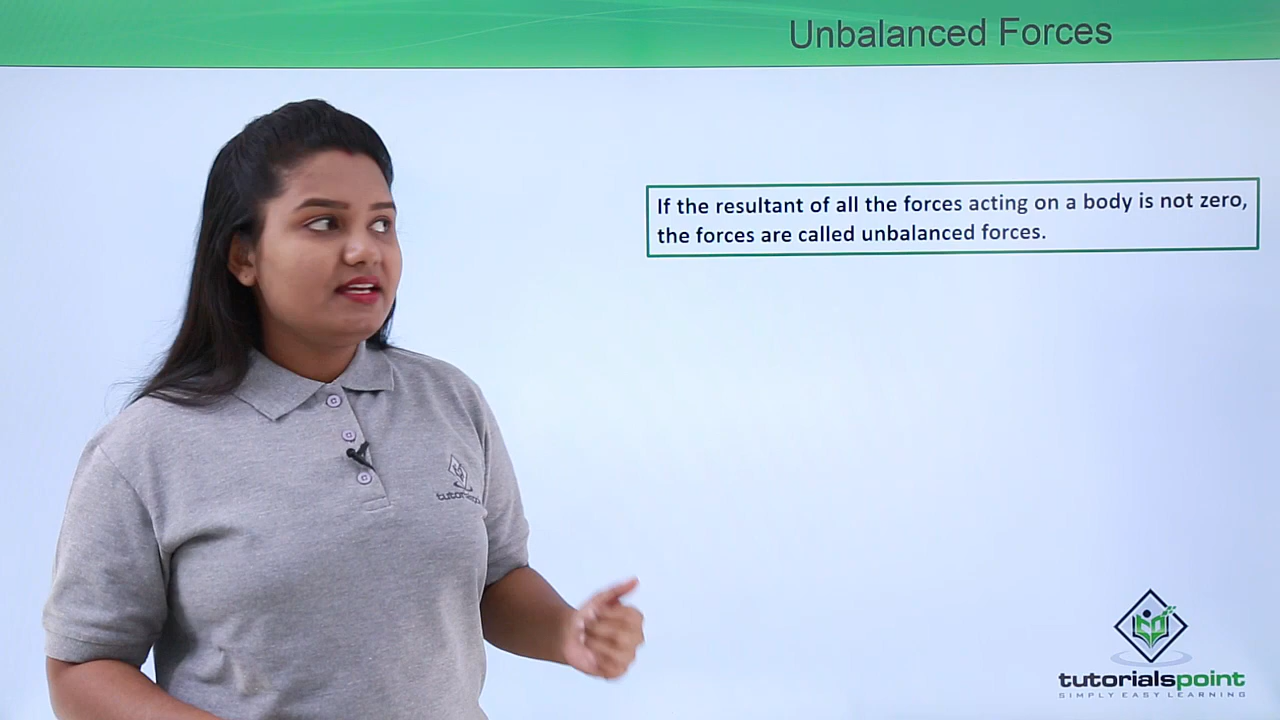 Unbalanced Forces
If the resultant of all the forces acting on a body is not zero,
the forces are called unbalanced forces.
tutorialspoint
SIMPLY EASY LEARNING